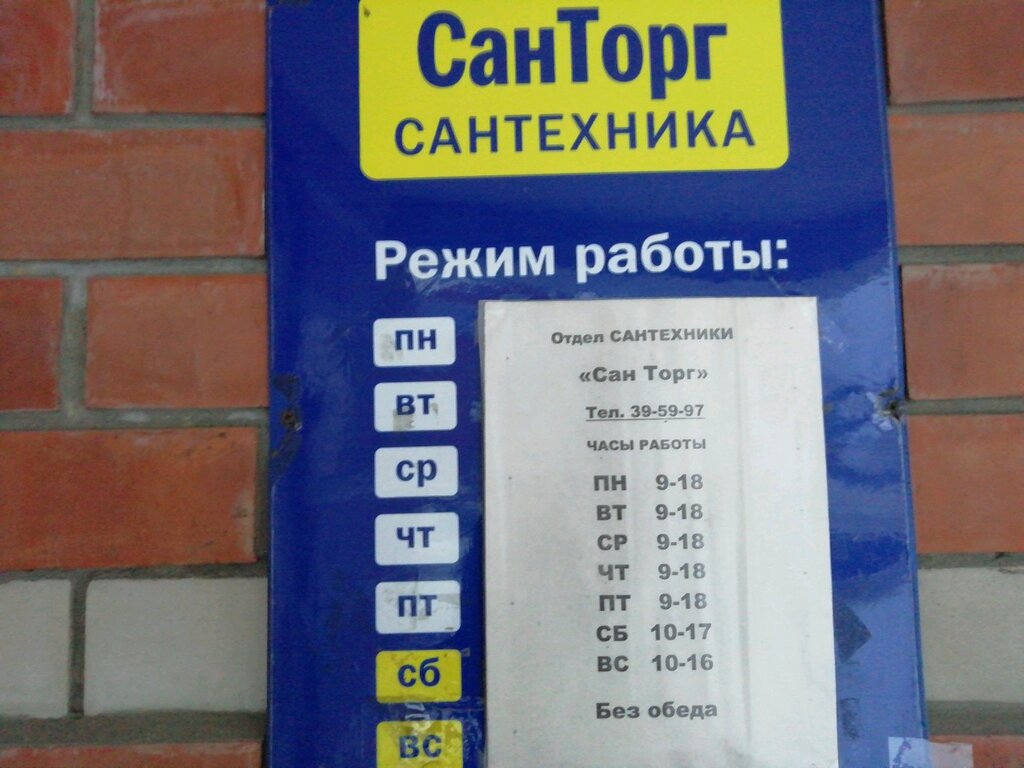 СанТорг
САНТЕХНИКА
Режим работы:
пн
вт
ср
чт
пт
сб
вс
Отдел САНТЕХНИКИ
«Сан Торг»
Тел. 39-59-97
ЧАСЫ РАБОТЫ
ПН 9-18
ВТ 9-18
СР 9-18
ЧТ 9-18
ПТ 9-18
СБ 10-17
ВС 10-16
Без обеда